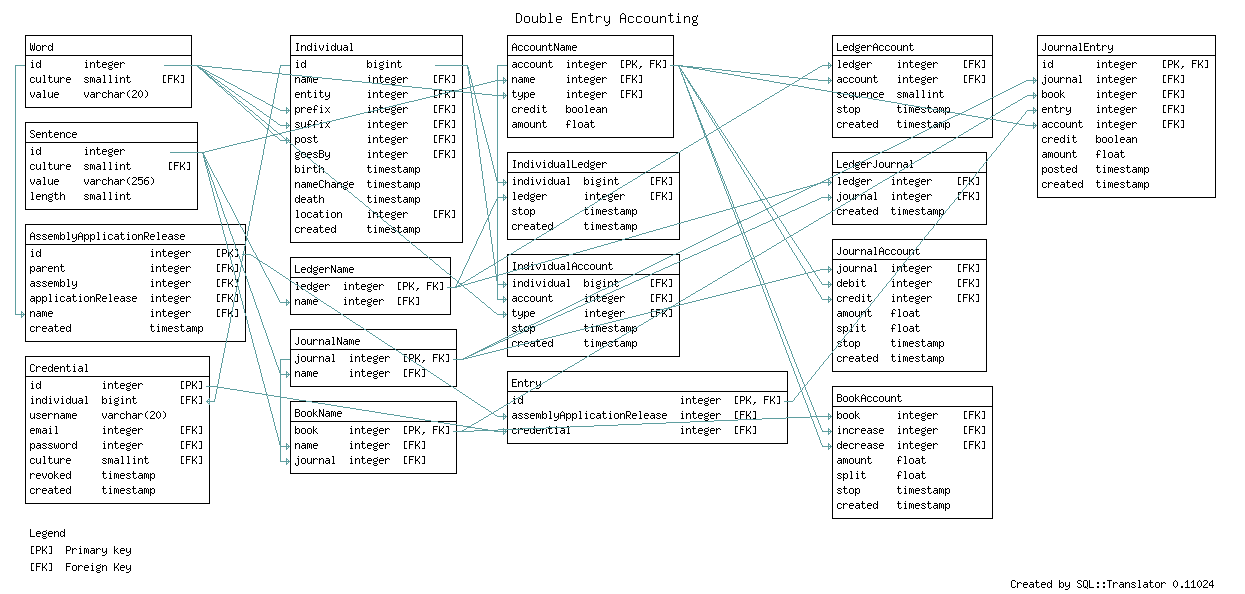 Double Entry Accounting
Word
id integer
culture smallint [FK]
value varchar(20)
Sentence
id integer
culture smallint [FK]
value varchar(256)
length smallint
AssemblyApplicationRelease
id integer [PK]
parent integer [FK]
assembly integer [FK]
applicationRelease integer [FK]
name integer [FK]
created timestamp
Credential
id integer [PK]
individual bigint [FK]
username varchar(20)
email integer [FK]
password integer [FK]
culture smallint [FK]
revoked timestamp
created timestamp
Individual
id bigint
name integer [FK]
entity integer [FK]
prefix integer [FK]
suffix integer [FK]
post integer [FK]
goesBy integer [FK]
birth timestamp
nameChange timestamp
death timestamp
location integer [FK]
created timestamp
LedgerName
ledger integer [PK, FK]
name integer [FK]
JournalName
journal integer [PK, FK]
name integer [FK]
BookName
book integer [PK, FK]
name integer [FK]
journal integer [FK]
AccountName
account integer [PK, FK]
name integer [FK]
type integer [FK]
credit boolean
amount float
IndividualLedger
individual bigint [FK]
ledger integer [FK]
stop timestamp
created timestamp
IndividualAccount
individual bigint [FK]
account integer [FK]
type integer [FK]
stop timestamp
created timestamp
Entry
id integer [PK, FK]
assemblyApplicationRelease integer [FK]
credential integer [FK]
LedgerAccount
ledger integer [FK]
account integer [FK]
sequence smallint
stop timestamp
created timestamp
LedgerJournal
ledger integer [FK]
journal integer [FK]
created timestamp
JournalAccount
journal integer [FK]
debit integer [FK]
credit integer [FK]
amount float
split float
stop timestamp
created timestamp
BookAccount
book integer [FK]
increase integer [FK]
decrease integer [FK]
amount float
split float
stop timestamp
created timestamp
JournalEntry
id integer [PK, FK]
journal integer [FK]
book integer [FK]
entry integer [FK]
account integer [FK]
credit boolean
amount float
posted timestamp
created timestamp
Legend
[PK] Primary key
[FK] Foreign Key
Created by SQL::Translator 0.11024